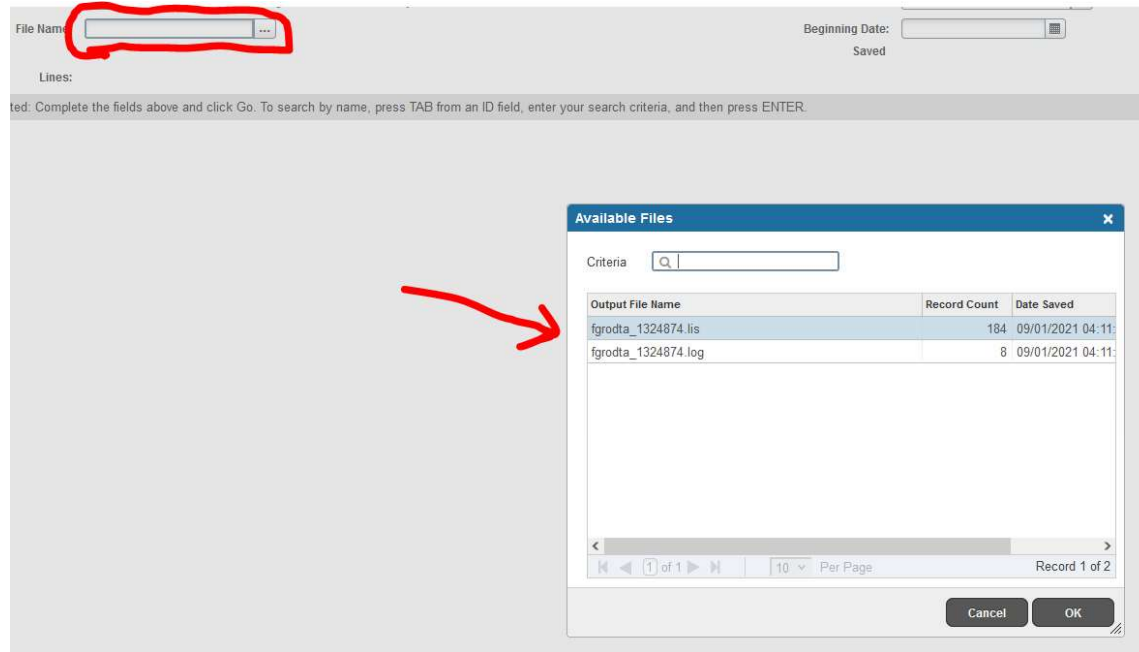 File Name: ...
Beginning Date:
Saved
Lines:
ted: Complete the fields above and click Go. To search by name, press TAB from an ID field, enter your search criteria, and then press ENTER.
Available Files
Criteria
Output File Name Record Count Date Saved
fgrodta_1324874.lis 184 09/01/2021 04:11:
fgrodta_1324874.log 8 09/01/2021 04:11:
1 of 1 10 Per Page Record 1 of 2
Cancel OK